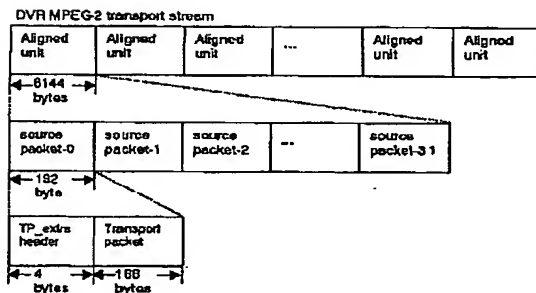 DVR MPEG-2 transport stream
Aligned unit
Aligned unit
Aligned unit
...
Aligned unit
Aligned unit
6144 bytes
source packet-0
source packet-1
source packet-2
...
source packet-31
192 byte
TP_extra header
Transport packet
4 bytes
188 bytes